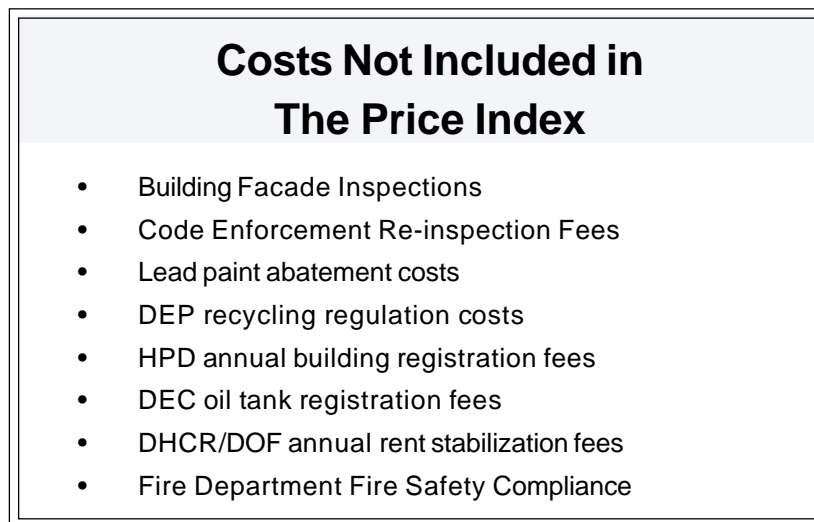 Costs Not Included in
The Price Index
• Building Facade Inspections
• Code Enforcement Re-inspection Fees
• Lead paint abatement costs
• DEP recycling regulation costs
• HPD annual building registration fees
• DEC oil tank registration fees
• DHCR/DOF annual rent stabilization fees
• Fire Department Fire Safety Compliance